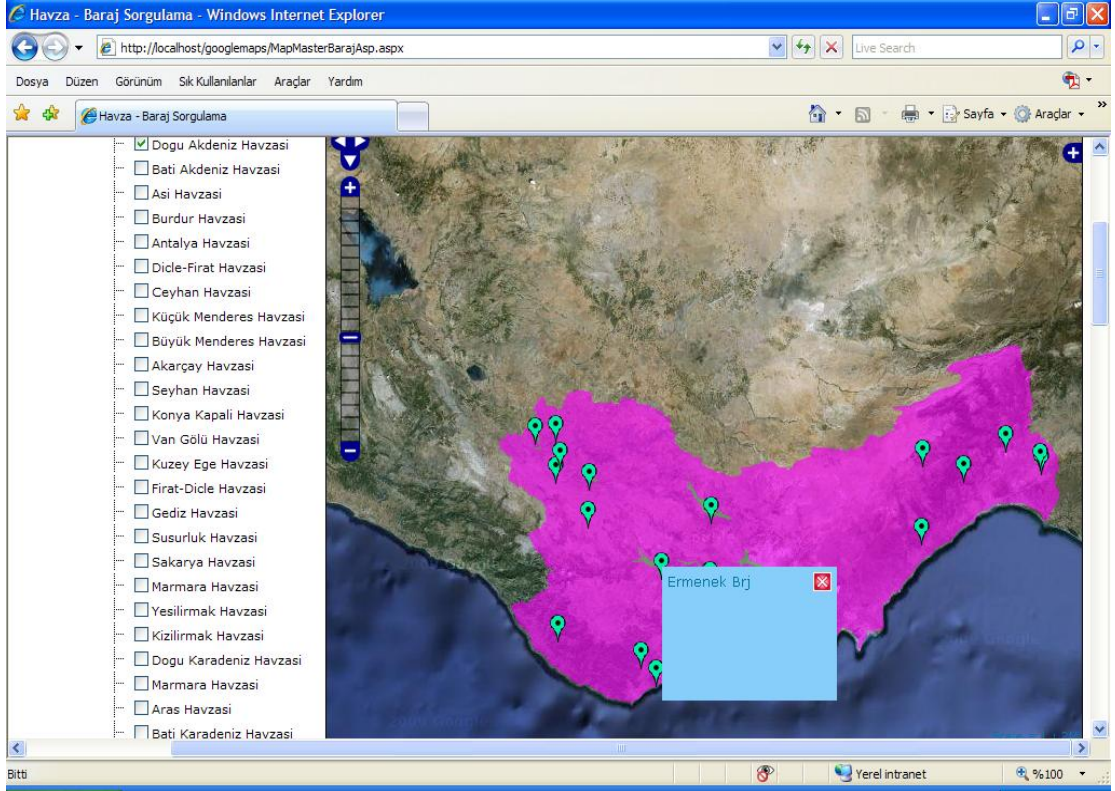 Havza - Baraj Sorgulama - Windows Internet Explorer
http://localhost/googlemaps/MapMasterBarajAsp.aspx
Live Search
Dosya Düzen Görünüm Sık Kullanılanlar Araçlar Yardım
Havza - Baraj Sorgulama
Sayfa
Araçlar
»
Dogu Akdeniz Havzasi
Bati Akdeniz Havzasi
Asi Havzasi
Burdur Havzasi
Antalya Havzasi
Dicle-Firat Havzasi
Ceyhan Havzasi
Küçük Menderes Havzasi
Büyük Menderes Havzasi
Akarçay Havzasi
Seyhan Havzasi
Konya Kapali Havzasi
Van Gölü Havzasi
Kuzey Ege Havzasi
Firat-Dicle Havzasi
Gediz Havzasi
Susurluk Havzasi
Sakarya Havzasi
Marmara Havzasi
Yesilirmak Havzasi
Kizilirmak Havzasi
Dogu Karadeniz Havzasi
Marmara Havzasi
Aras Havzasi
Bati Karadeniz Havzasi
Ermenek Brj
Bitti
Yerel intranet
%100